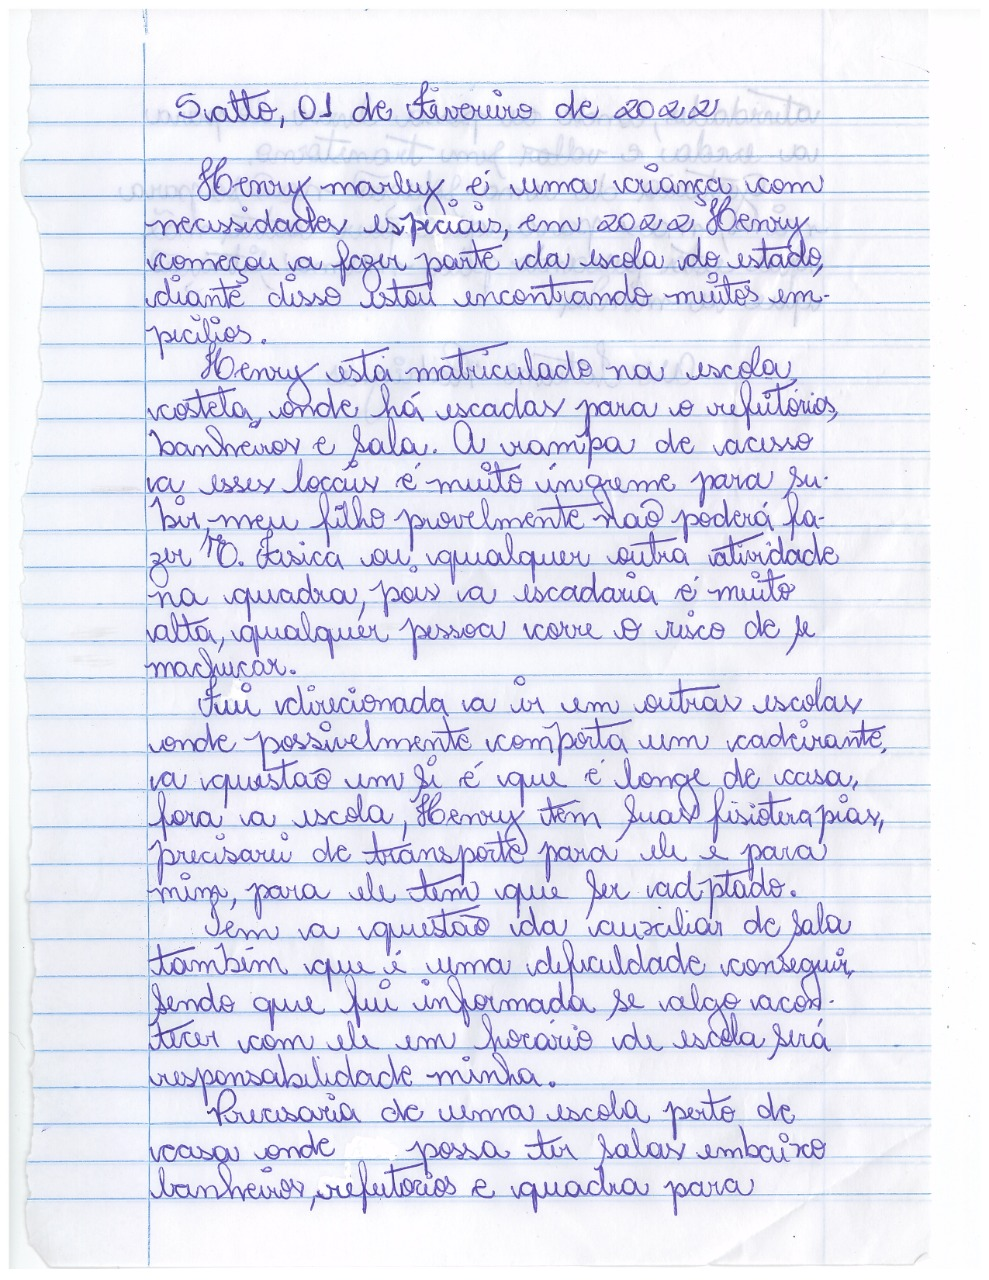 S.alto, 01 de Fevereiro de 2022
Henry marley é uma criança com
necessidades especiais, em 2022 Henry
começou a fazer parte da escola do estado,
diante disso estou encontrando muitos em-
picilios.
Henry está matriculado na escola
costeta, onde há escadas para o refeitórios,
banheiros e sala. A rampa de acesso
a esses locais é muito íngreme para su-
bir, meu filho provelmente não poderá fa-
zer E. Fisica ou qualquer outra atividade
na quadra, pois a escadaria é muito
alta, qualquer pessoa corre o risco de se
machucar.
Fui direcionada a ir em outras escolas
onde possivelmente comporta um cadeirante,
a questão em si é que é longe de casa,
fora a escola, Henry tem suas fisioterapias,
precisarei de transporte para ele e para
mim, para ele tem que ser adptado.
Tem a questão da auxiliar de sala
também que é uma dificuldade conseguir,
sendo que fui informada se algo acon-
tecer com ele em horário de escola será
responsabilidade minha.
Precisaria de uma escola perto de
casa onde possa ter salas embaixo
banheiros, refeitorios e quadra para